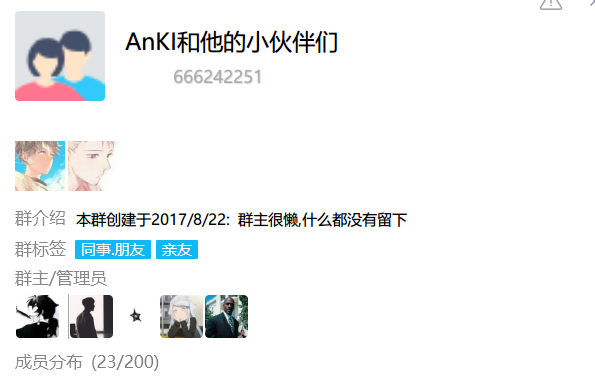 AnKI和他的小伙伴们
666242251
群介绍 本群创建于2017/8/22: 群主很懒,什么都没有留下
群标签 同事.朋友 亲友
群主/管理员
成员分布 (23/200)